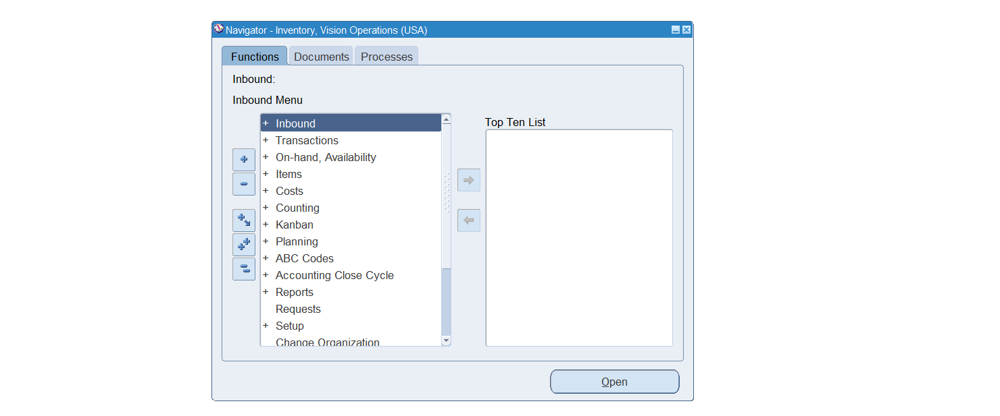 Navigator - Inventory, Vision Operations (USA)
Functions Documents Processes
Inbound:
Inbound Menu
Top Ten List
+ Inbound
+ Transactions
+ On-hand, Availability
+ Items
+ Costs
+ Counting
+ Kanban
+ Planning
+ ABC Codes
+ Accounting Close Cycle
+ Reports
Requests
+ Setup
Change Organization
Open